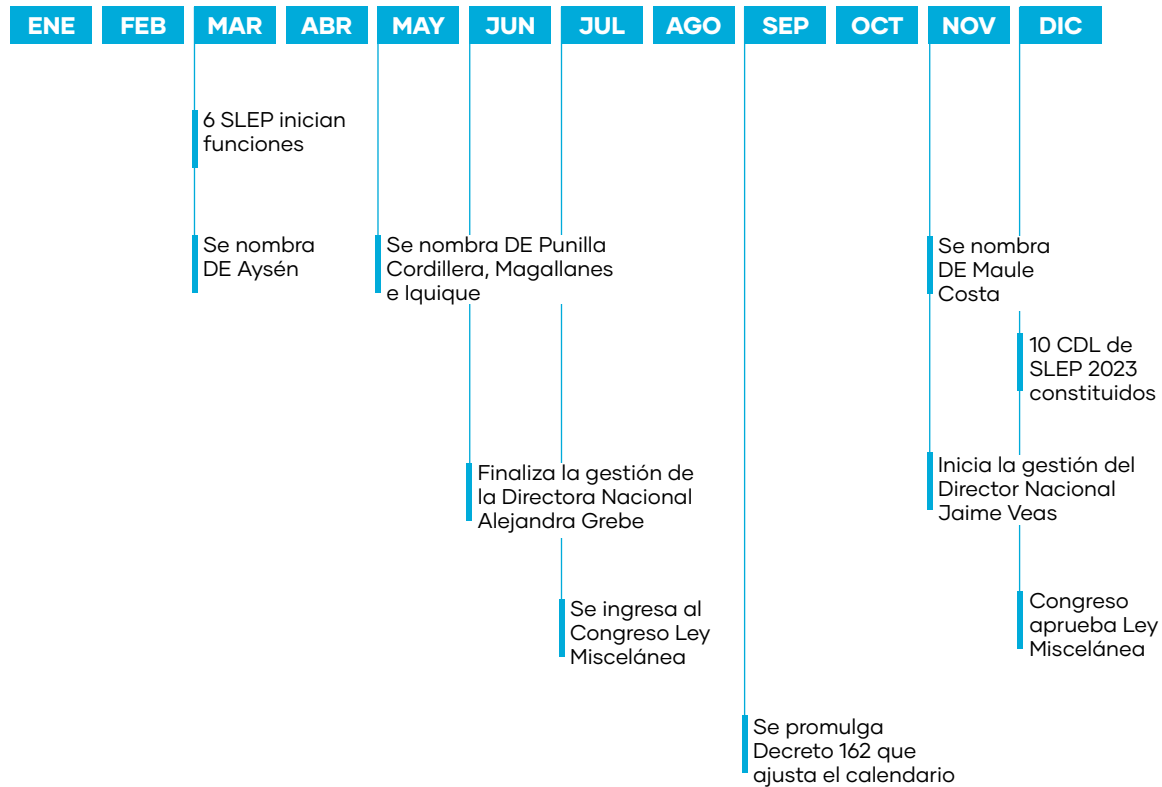 ENE FEB MAR ABR MAY JUN JUL AGO SEP OCT NOV DIC
6 SLEP inician
funciones
Se nombra
DE Aysén
Se nombra DE Punilla
Cordillera, Magallanes
e Iquique
Se nombra
DE Maule
Costa
10 CDL de
SLEP 2023
constituidos
Finaliza la gestión de
la Directora Nacional
Alejandra Grebe
Inicia la gestión del
Director Nacional
Jaime Veas
Se ingresa al
Congreso Ley
Miscelánea
Congreso
aprueba Ley
Miscelánea
Se promulga
Decreto 162 que
ajusta el calendario